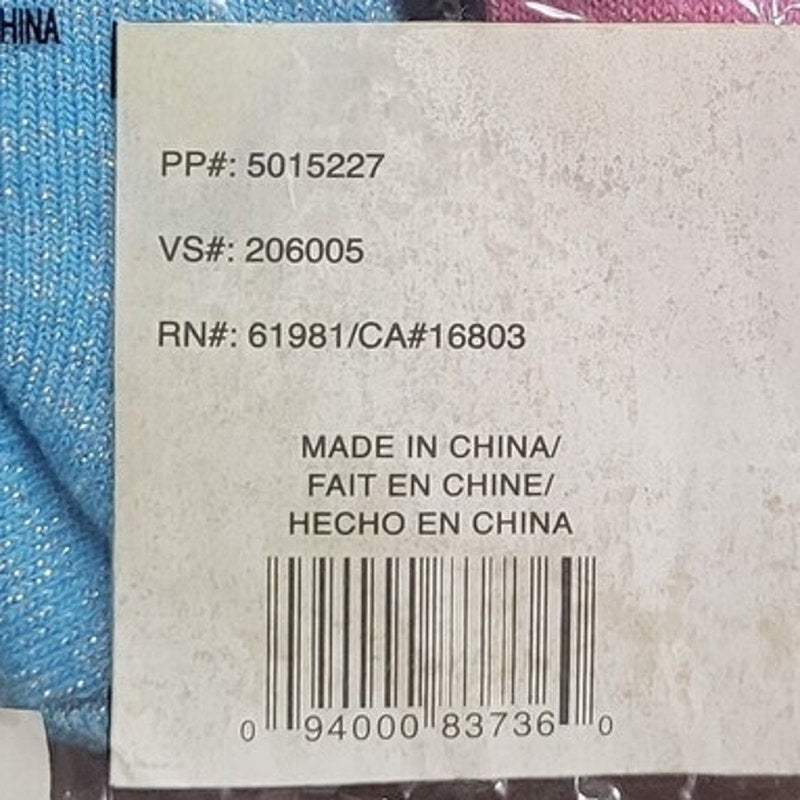 HINA
PP#: 5015227
VS#: 206005
RN#: 61981/CA#16803
MADE IN CHINA/
FAIT EN CHINE/
HECHO EN CHINA
0 94000 83736 0